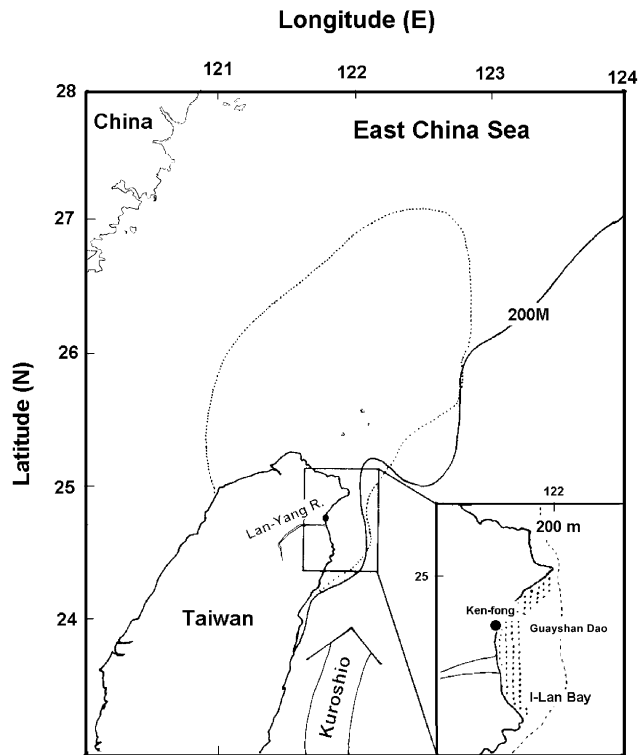 Longitude (E)
121
122
123
124
28
China
East China Sea
27
200M
26
Latitude (N)
25
Lan-Yang R.
122
200 m
25
Ken-fong
Guayshan Dao
24
Taiwan
Kuroshio
I-Lan Bay